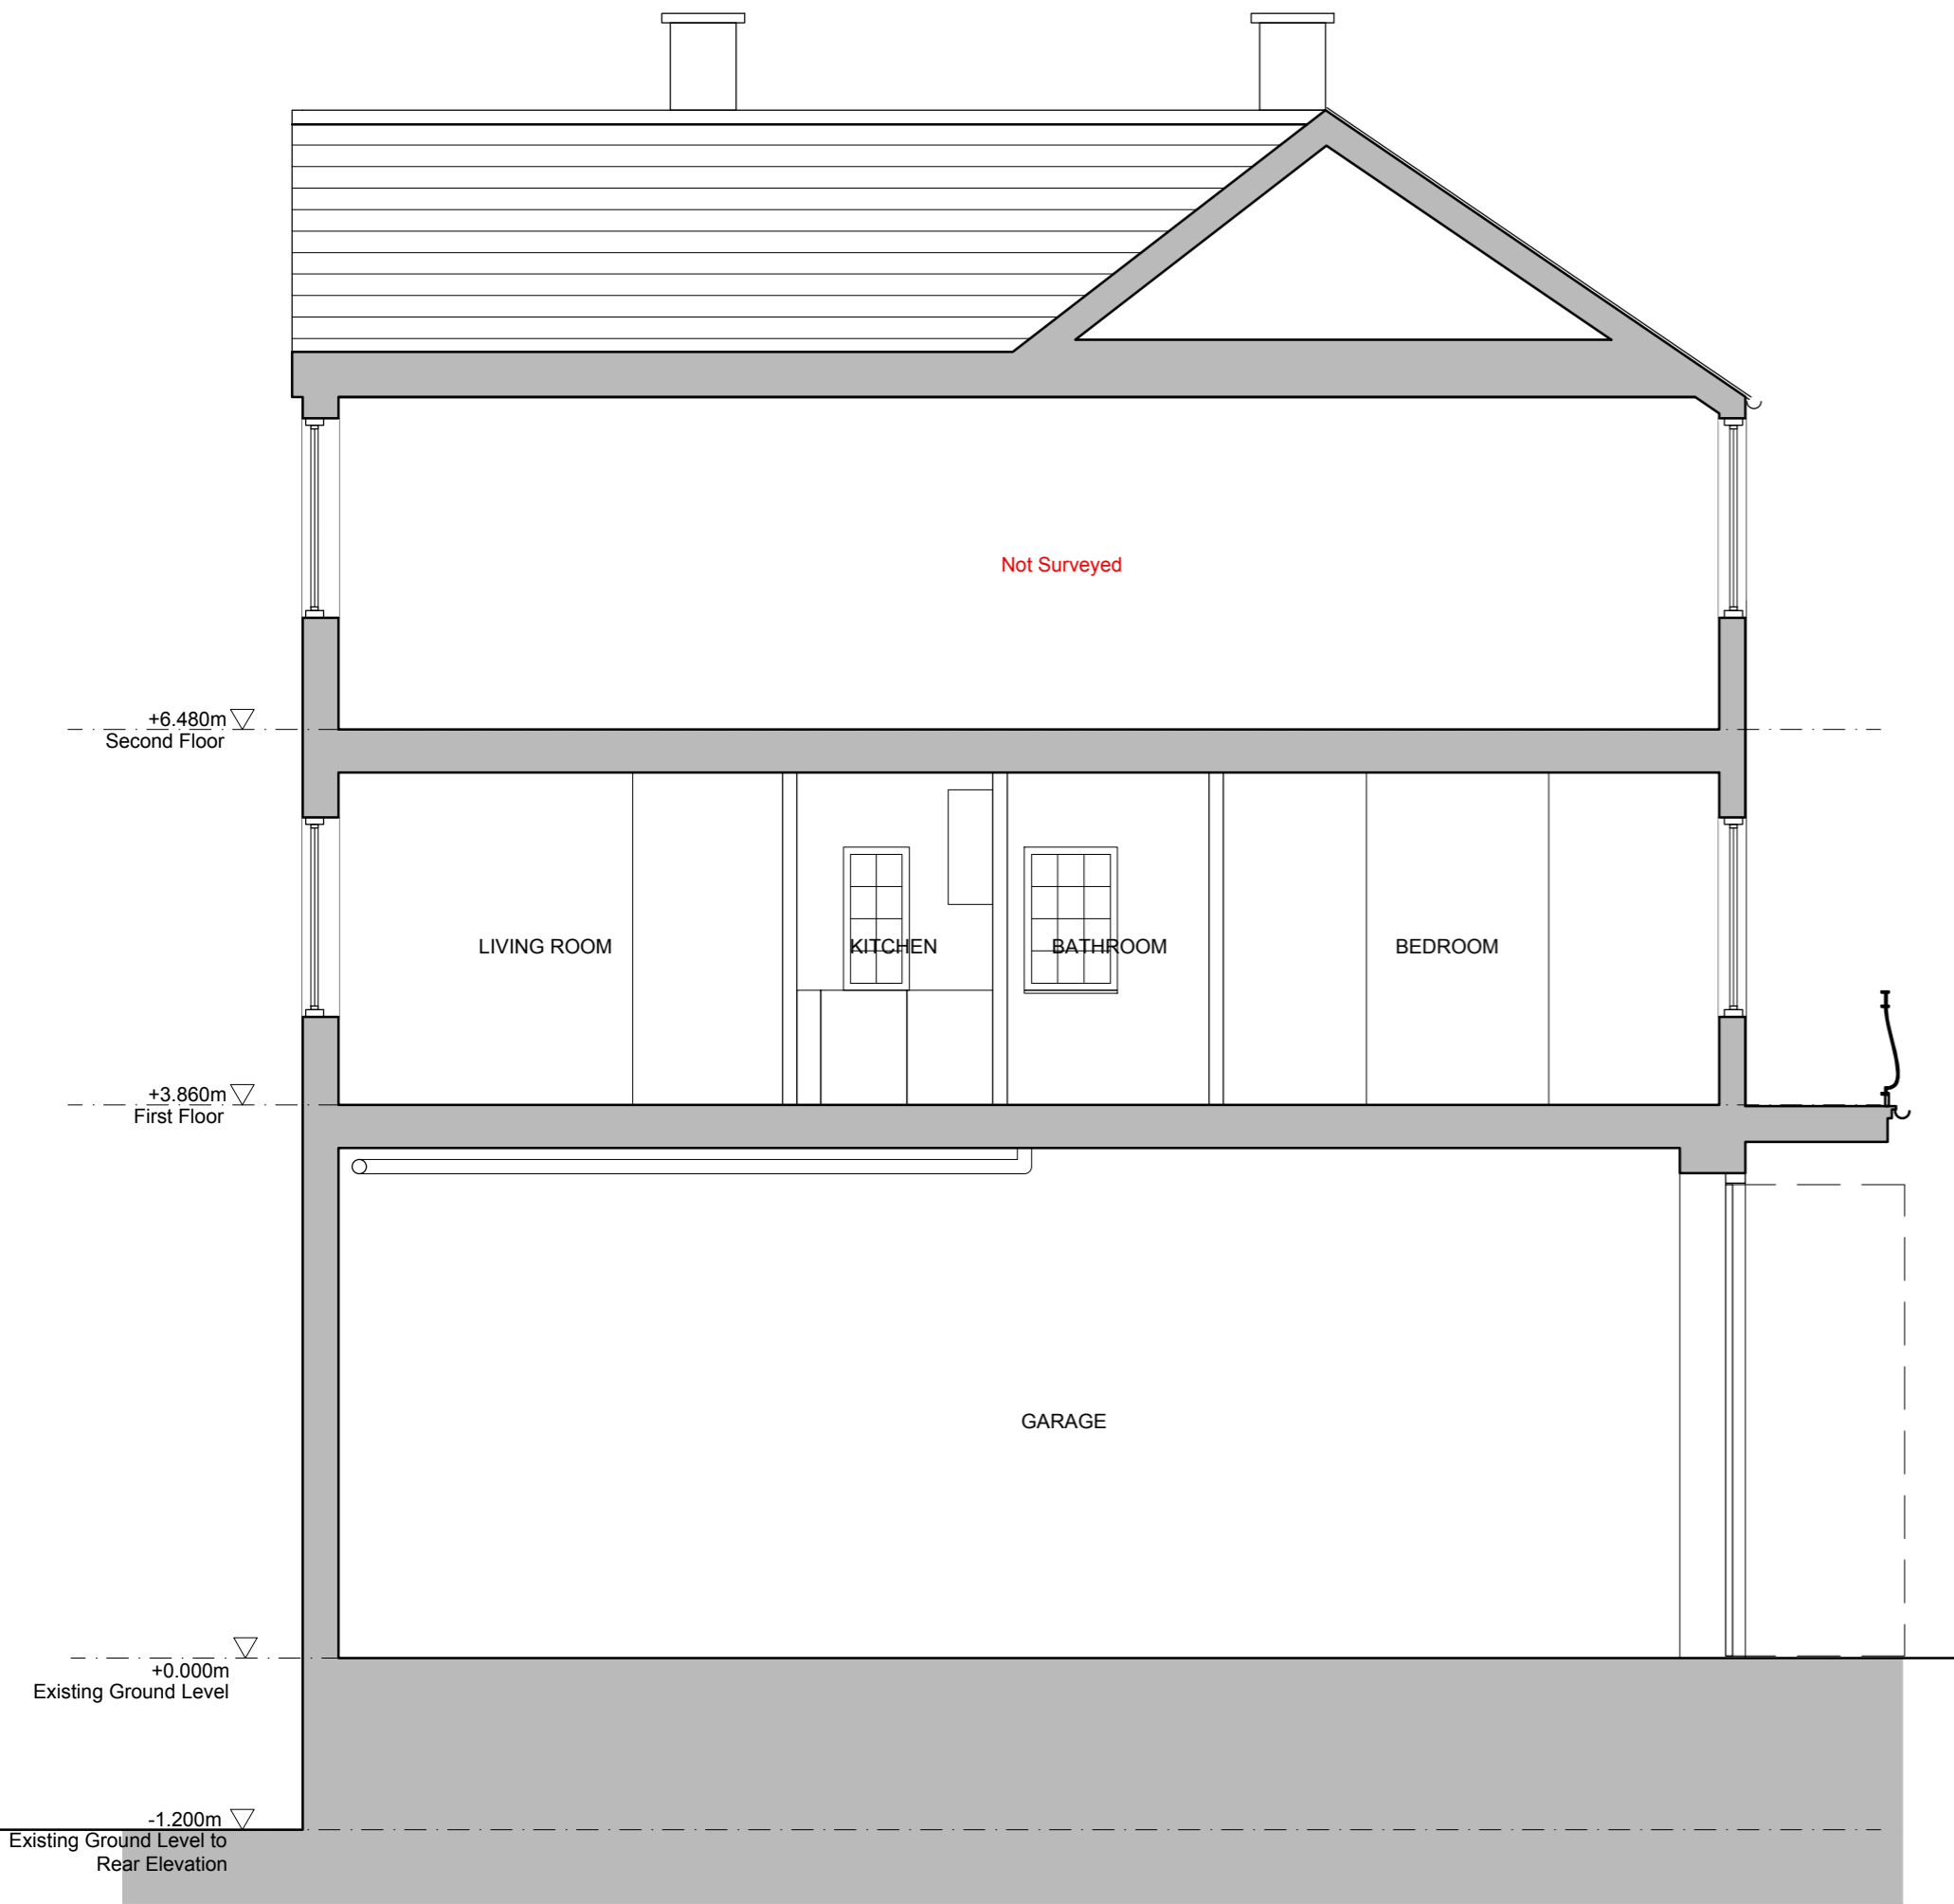 Not Surveyed
+6.480m
Second Floor
LIVING ROOM
KITCHEN
BATHROOM
BEDROOM
+3.860m
First Floor
GARAGE
+0.000m
Existing Ground Level
-1.200m
Existing Ground Level to
Rear Elevation